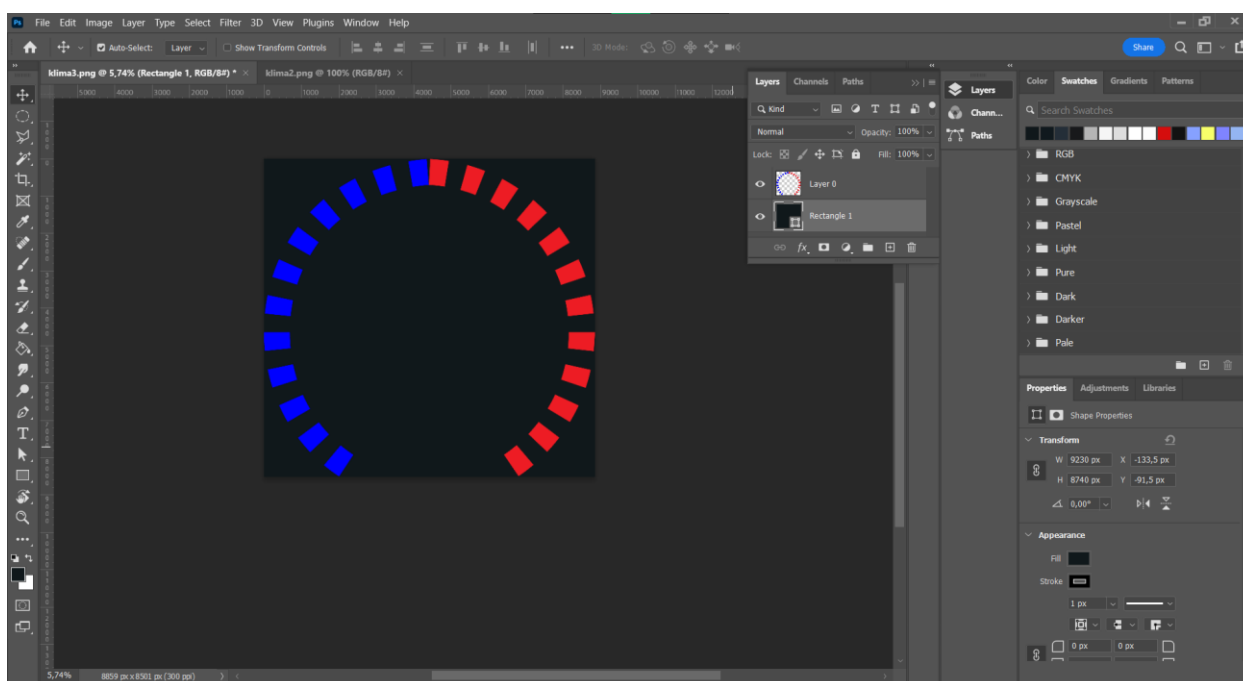 Ps File Edit Image Layer Type Select Filter 3D View Plugins Window Help
Auto-Select: Layer Show Transform Controls 3D Mode: Share
klima3.png @ 5,74% (Rectangle 1, RGB/8#) * × klima2.png @ 100% (RGB/8#) ×
5000 4000 3000 2000 1000 0 1000 2000 3000 4000 5000 6000 7000 8000 9000 10000 11000 12000
Layers Channels Paths
Kind
Normal Opacity: 100%
Lock: Fill: 100%
Layer 0
Rectangle 1
fx
Layers
Chann...
Paths
Color Swatches Gradients Patterns
Search Swatches
RGB
CMYK
Grayscale
Pastel
Light
Pure
Dark
Darker
Pale
Properties Adjustments Libraries
Shape Properties
Transform
W 9230 px X -133,5 px
H 8740 px Y -91,5 px
0,00°
Appearance
Fill
Stroke
1 px
0 px 0 px
5,74% 8859 px x 8501 px (300 ppi)